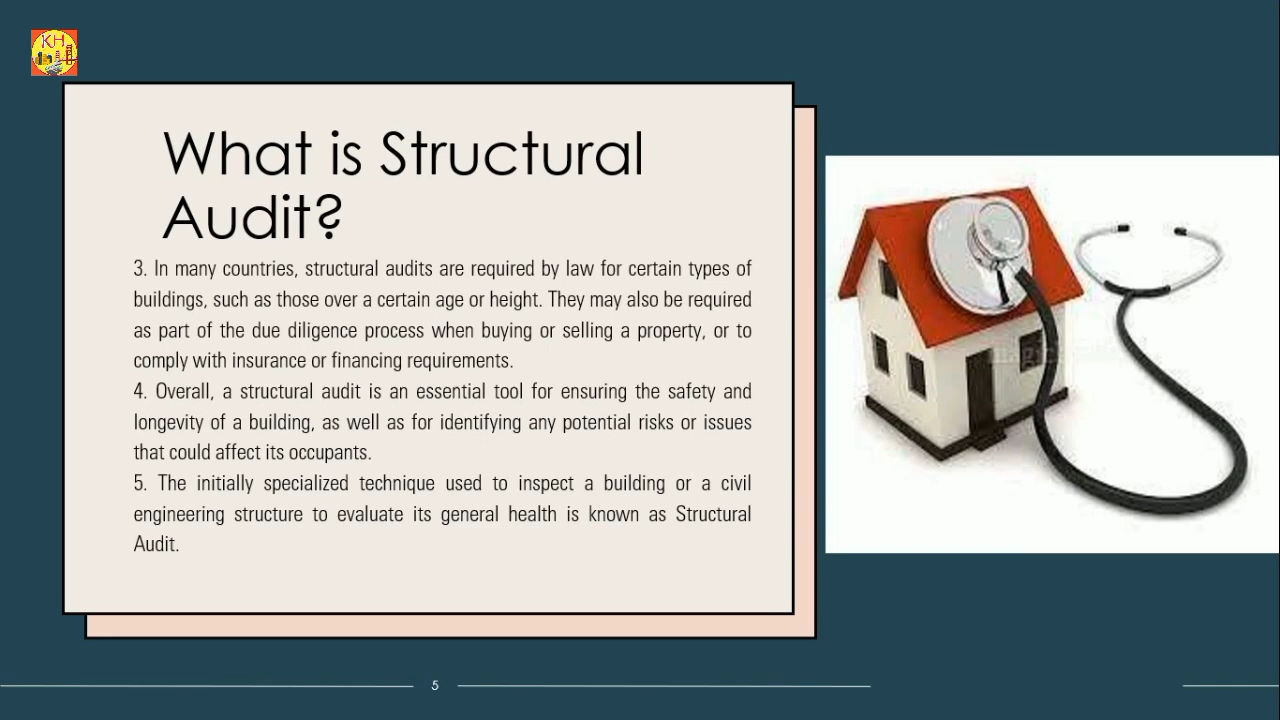 KH
What is Structural
Audit?
3. In many countries, structural audits are required by law for certain types of
buildings, such as those over a certain age or height. They may also be required
as part of the due diligence process when buying or selling a property, or to
comply with insurance or financing requirements.
4. Overall, a structural audit is an essential tool for ensuring the safety and
longevity of a building, as well as for identifying any potential risks or issues
that could affect its occupants.
5. The initially specialized technique used to inspect a building or a civil
engineering structure to evaluate its general health is known as Structural
Audit.
5